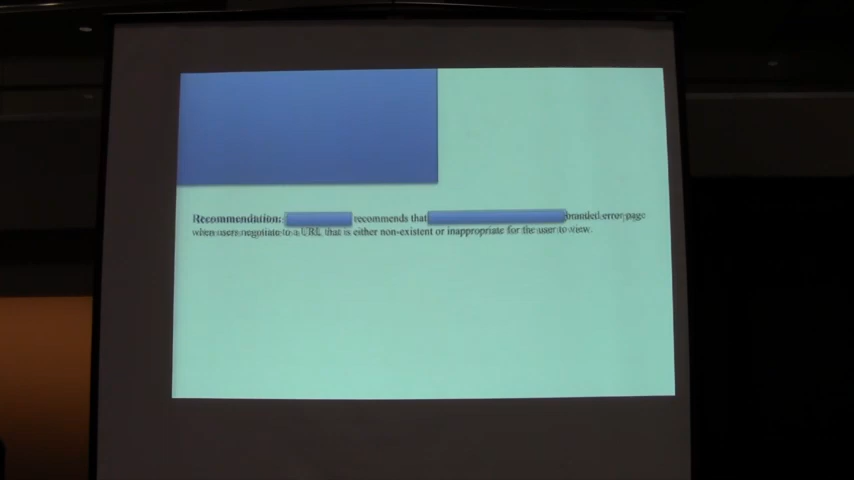 Recommendation: recommends that branded error page
when users negotiate to a URL that is either non-existent or inappropriate for the user to view.